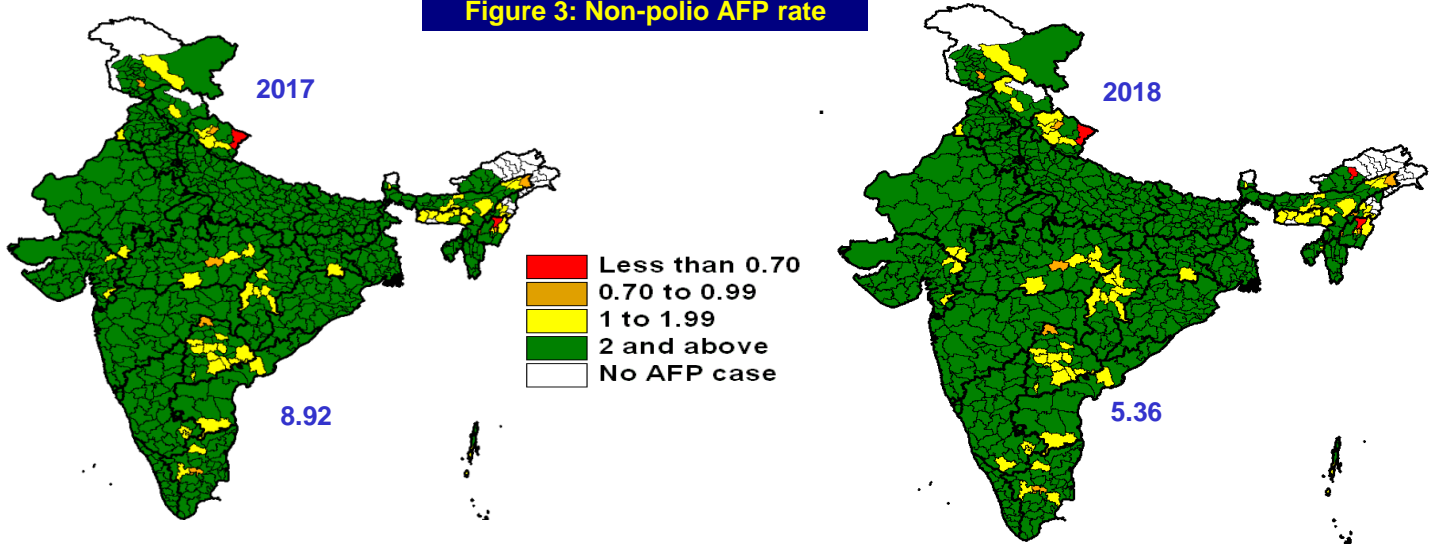 Figure 3: Non-polio AFP rate
2017
2018
Less than 0.70
0.70 to 0.99
1 to 1.99
2 and above
No AFP case
8.92
5.36